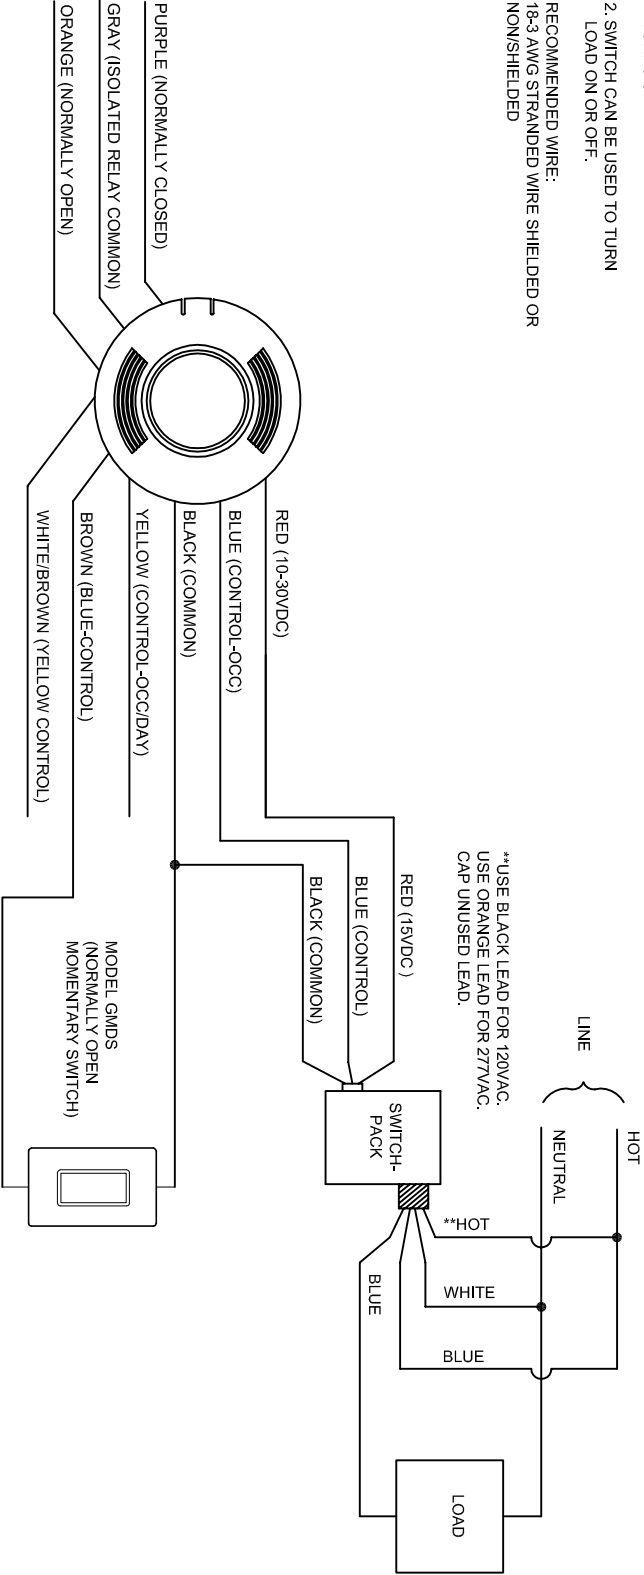 2. SWITCH CAN BE USED TO TURN
LOAD ON OR OFF.
RECOMMENDED WIRE:
18-3 AWG STRANDED WIRE SHIELDED OR
NON/SHIELDED
PURPLE (NORMALLY CLOSED)
GRAY (ISOLATED RELAY COMMON)
ORANGE (NORMALLY OPEN)
RED (10-30VDC)
BLUE (CONTROL-OCC)
BLACK (COMMON)
YELLOW (CONTROL-OCC/DAY)
BROWN (BLUE-CONTROL)
WHITE/BROWN (YELLOW CONTROL)
**USE BLACK LEAD FOR 120VAC.
USE ORANGE LEAD FOR 277VAC.
CAP UNUSED LEAD.
RED (15VDC )
BLUE (CONTROL)
BLACK (COMMON)
MODEL GMDS
(NORMALLY OPEN
MOMENTARY SWITCH)
LINE
HOT
NEUTRAL
SWITCH-
PACK
**HOT
WHITE
BLUE
BLUE
LOAD